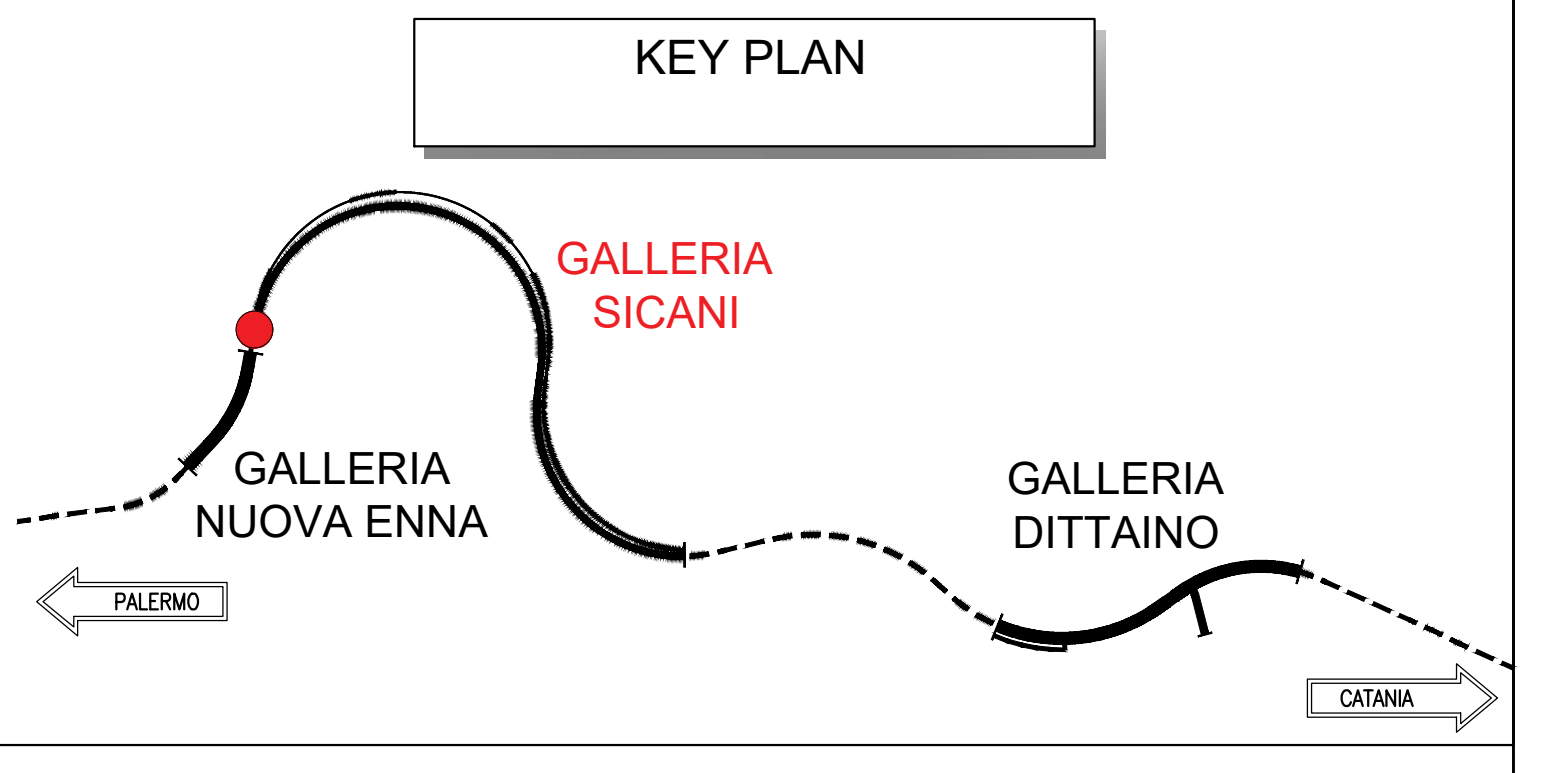 KEY PLAN
GALLERIA
SICANI
GALLERIA
NUOVA ENNA
GALLERIA
DITTAINO
PALERMO
CATANIA